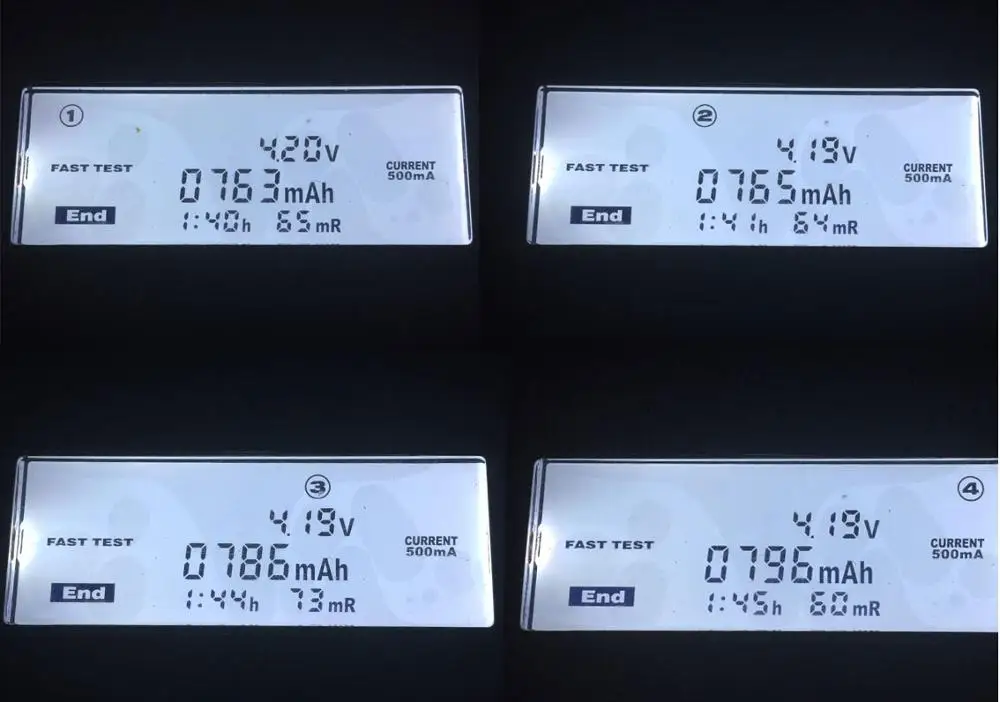 ①
4.20V
FAST TEST
CURRENT
500mA
0763mAh
End
1:40h 65mR
②
4.19V
FAST TEST
CURRENT
500mA
0765mAh
End
1:41h 64mR
③
4.19V
FAST TEST
CURRENT
500mA
0786mAh
End
1:44h 73mR
④
4.19V
FAST TEST
CURRENT
500mA
0796mAh
End
1:45h 60mR